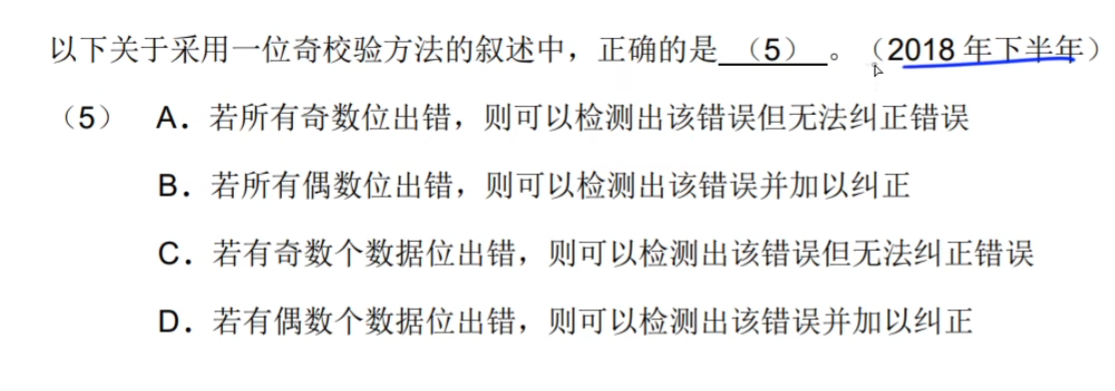 以下关于采用一位奇校验方法的叙述中，正确的是 （5） 。（2018 年下半年）
（5） A．若所有奇数位出错，则可以检测出该错误但无法纠正错误
B．若所有偶数位出错，则可以检测出该错误并加以纠正
C．若有奇数个数据位出错，则可以检测出该错误但无法纠正错误
D．若有偶数个数据位出错，则可以检测出该错误并加以纠正